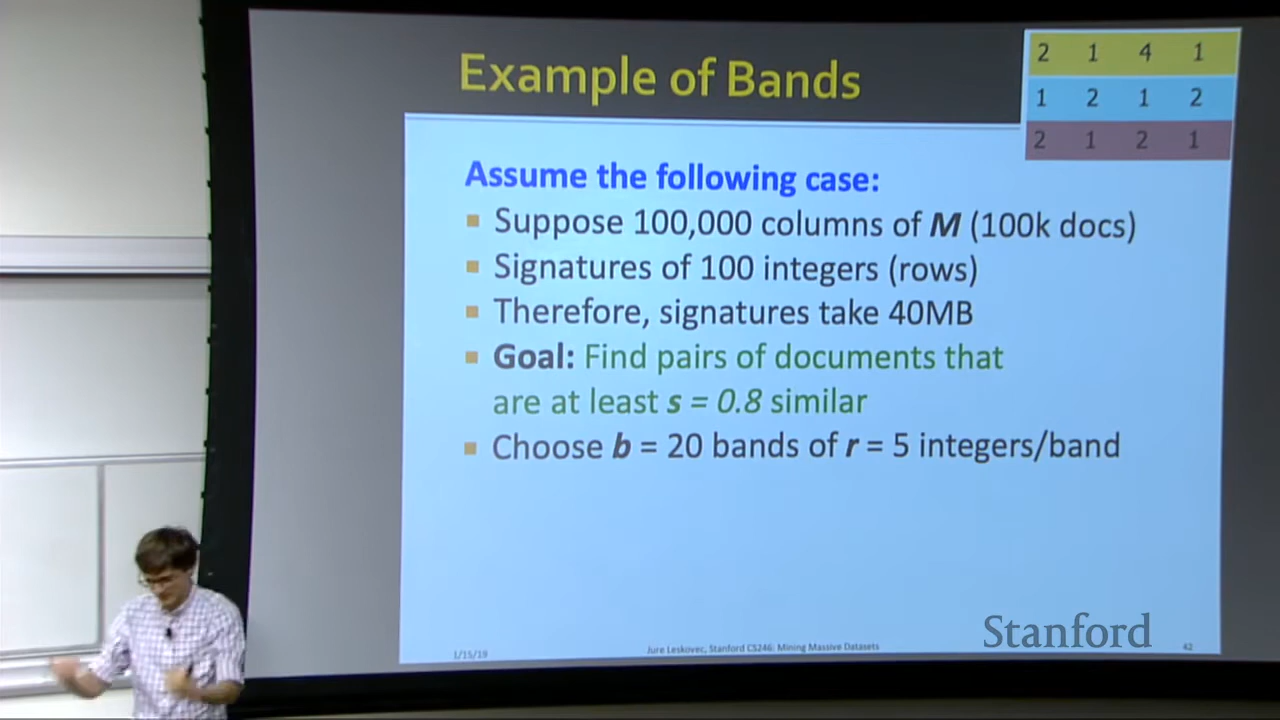 Example of Bands
2 1 4 1
1 2 1 2
2 1 2 1
Assume the following case:
Suppose 100,000 columns of M (100k docs)
Signatures of 100 integers (rows)
Therefore, signatures take 40MB
Goal: Find pairs of documents that
are at least s = 0.8 similar
Choose b = 20 bands of r = 5 integers/band
Stanford
1/15/19
Jure Leskovec, Stanford CS246: Mining Massive Datasets
42